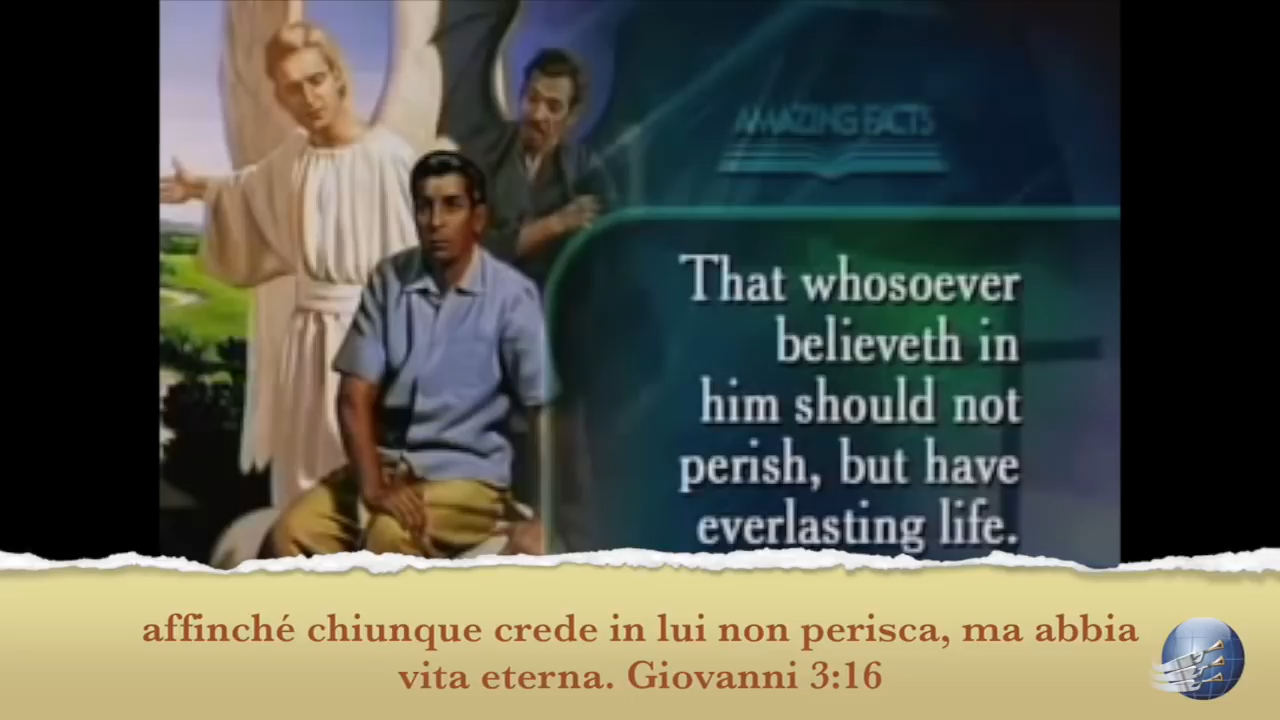 AMAZING FACTS
That whosoever
believeth in
him should not
perish, but have
everlasting life.
affinché chiunque crede in lui non perisca, ma abbia
vita eterna. Giovanni 3:16